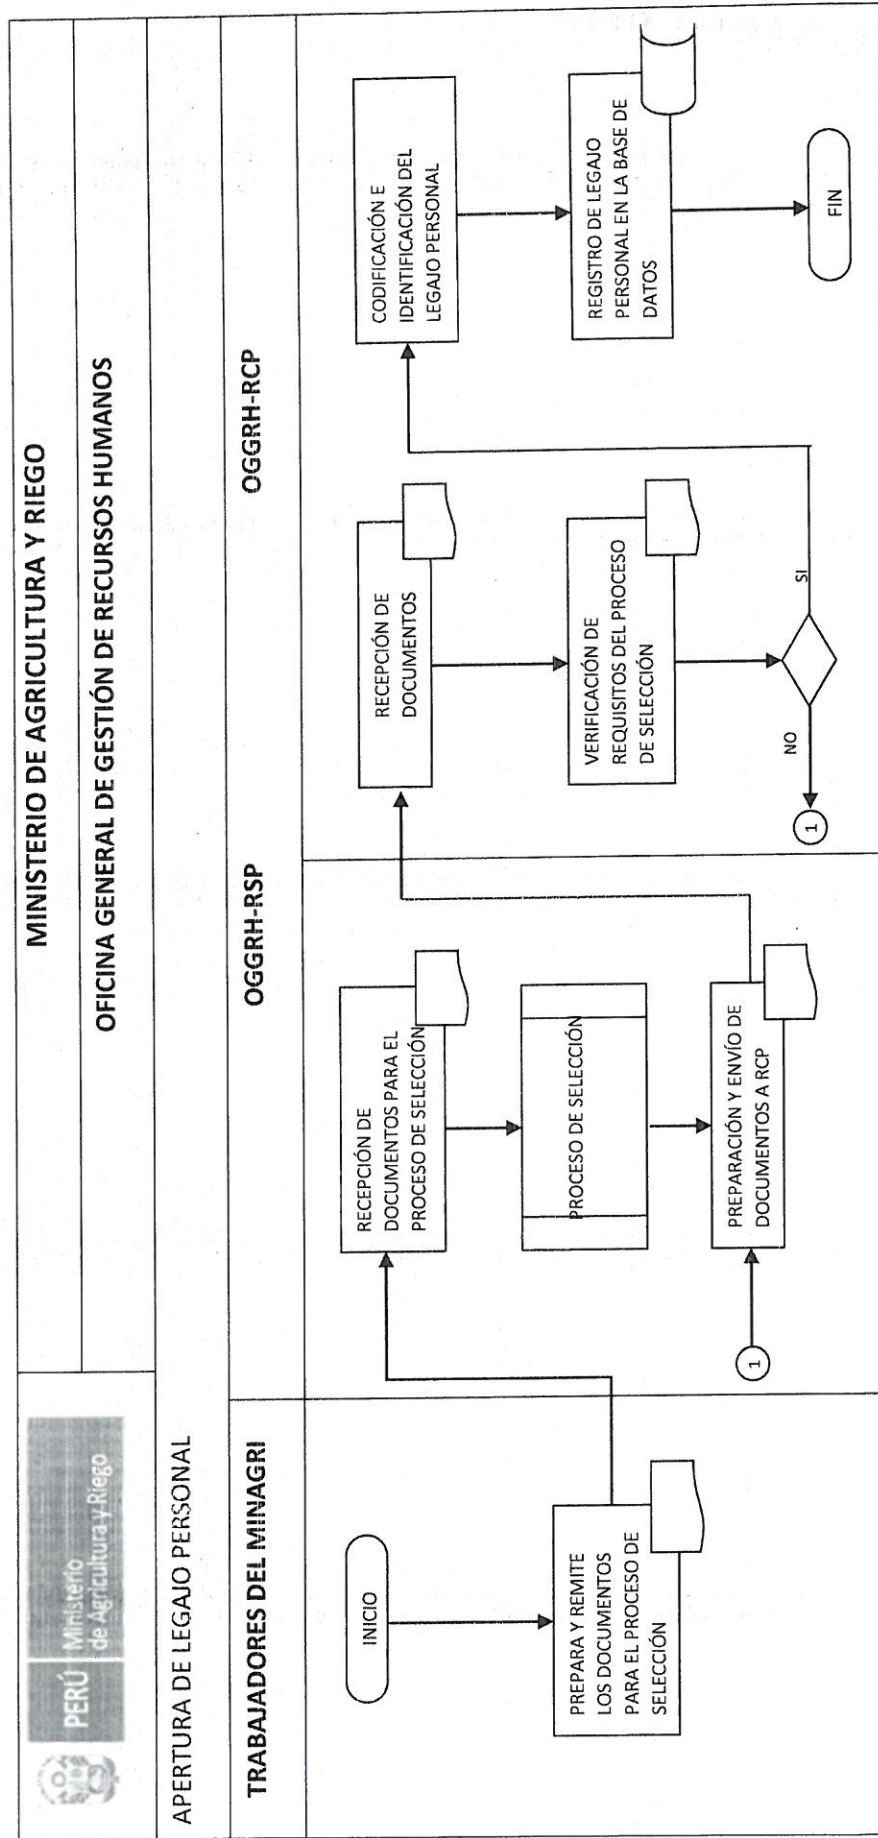 PERÚ
Ministerio
de Agricultura y Riego
MINISTERIO DE AGRICULTURA Y RIEGO
OFICINA GENERAL DE GESTIÓN DE RECURSOS HUMANOS
APERTURA DE LEGAJO PERSONAL
TRABAJADORES DEL MINAGRI
OGGRH-RSP
OGGRH-RCP
INICIO
PREPARA Y REMITE
LOS DOCUMENTOS
PARA EL PROCESO DE
SELECCIÓN
RECEPCIÓN DE
DOCUMENTOS PARA EL
PROCESO DE SELECCIÓN
PROCESO DE SELECCIÓN
PREPARACIÓN Y ENVÍO DE
DOCUMENTOS A RCP
1
RECEPCIÓN DE
DOCUMENTOS
VERIFICACIÓN DE
REQUISITOS DEL PROCESO
DE SELECCIÓN
NO
SI
1
CODIFICACIÓN E
IDENTIFICACIÓN DEL
LEGAJO PERSONAL
REGISTRO DE LEGAJO
PERSONAL EN LA BASE DE
DATOS
FIN